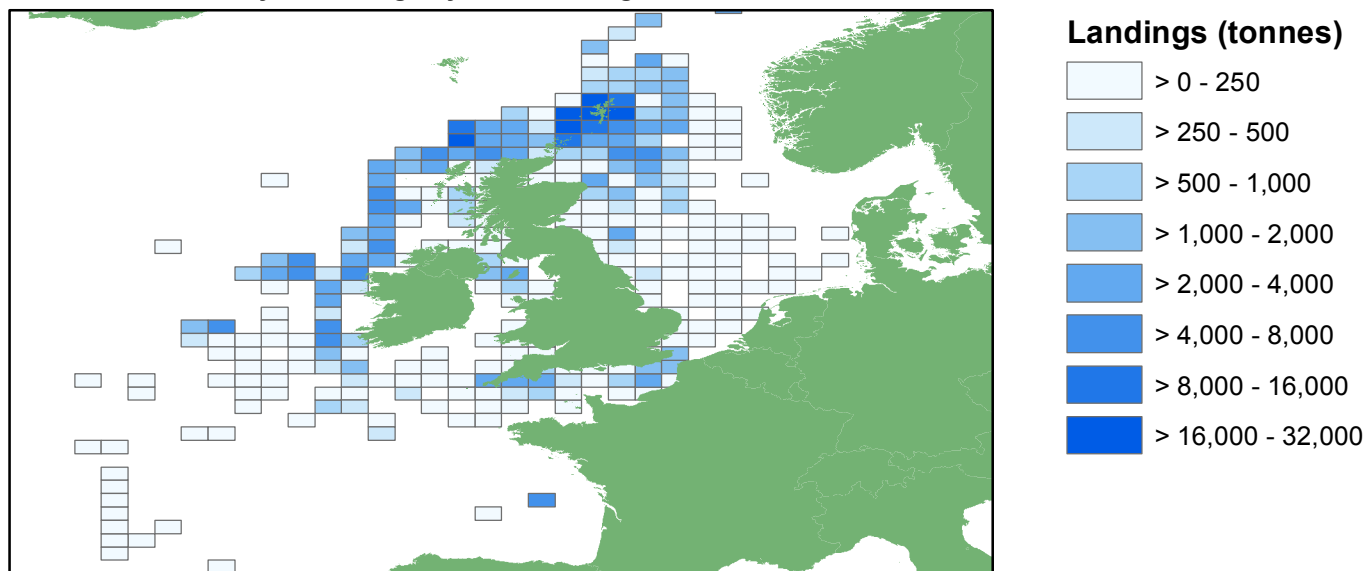 Landings (tonnes)
> 0 - 250
> 250 - 500
> 500 - 1,000
> 1,000 - 2,000
> 2,000 - 4,000
> 4,000 - 8,000
> 8,000 - 16,000
> 16,000 - 32,000